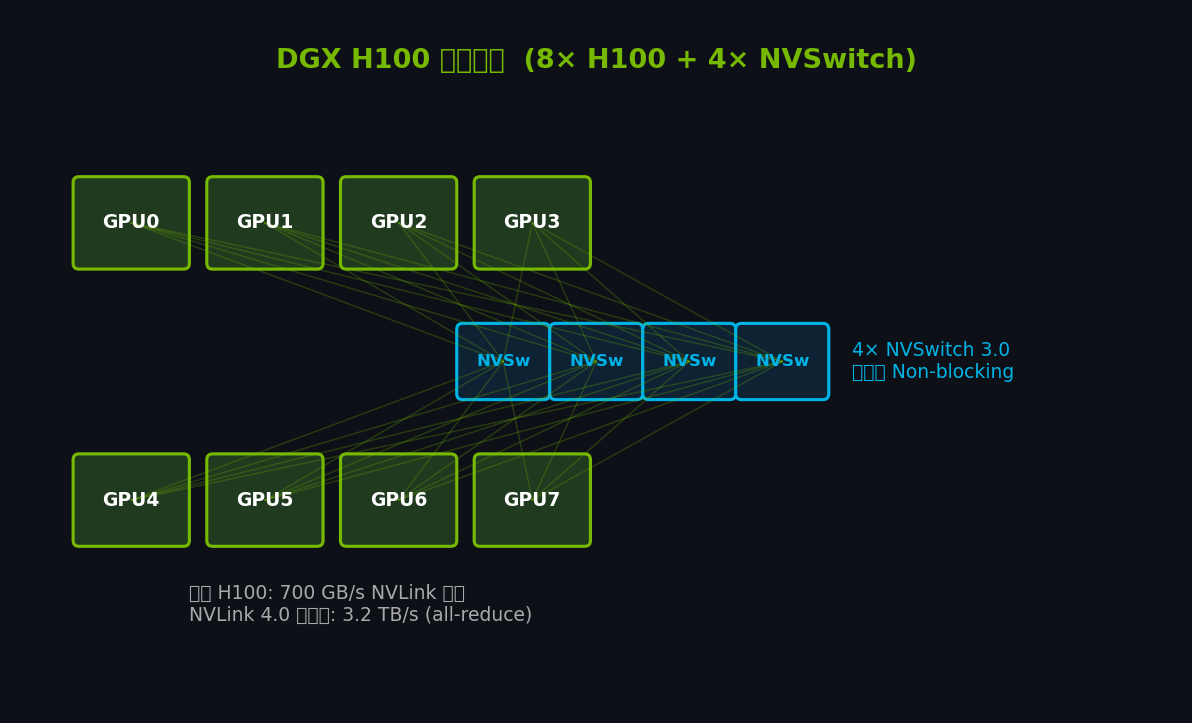 DGX H100 (8× H100 + 4× NVSwitch)
GPU0 GPU1 GPU2 GPU3
NVSw NVSw NVSw NVSw
4× NVSwitch 3.0
Non-blocking
GPU4 GPU5 GPU6 GPU7
H100: 700 GB/s NVLink
NVLink 4.0 : 3.2 TB/s (all-reduce)